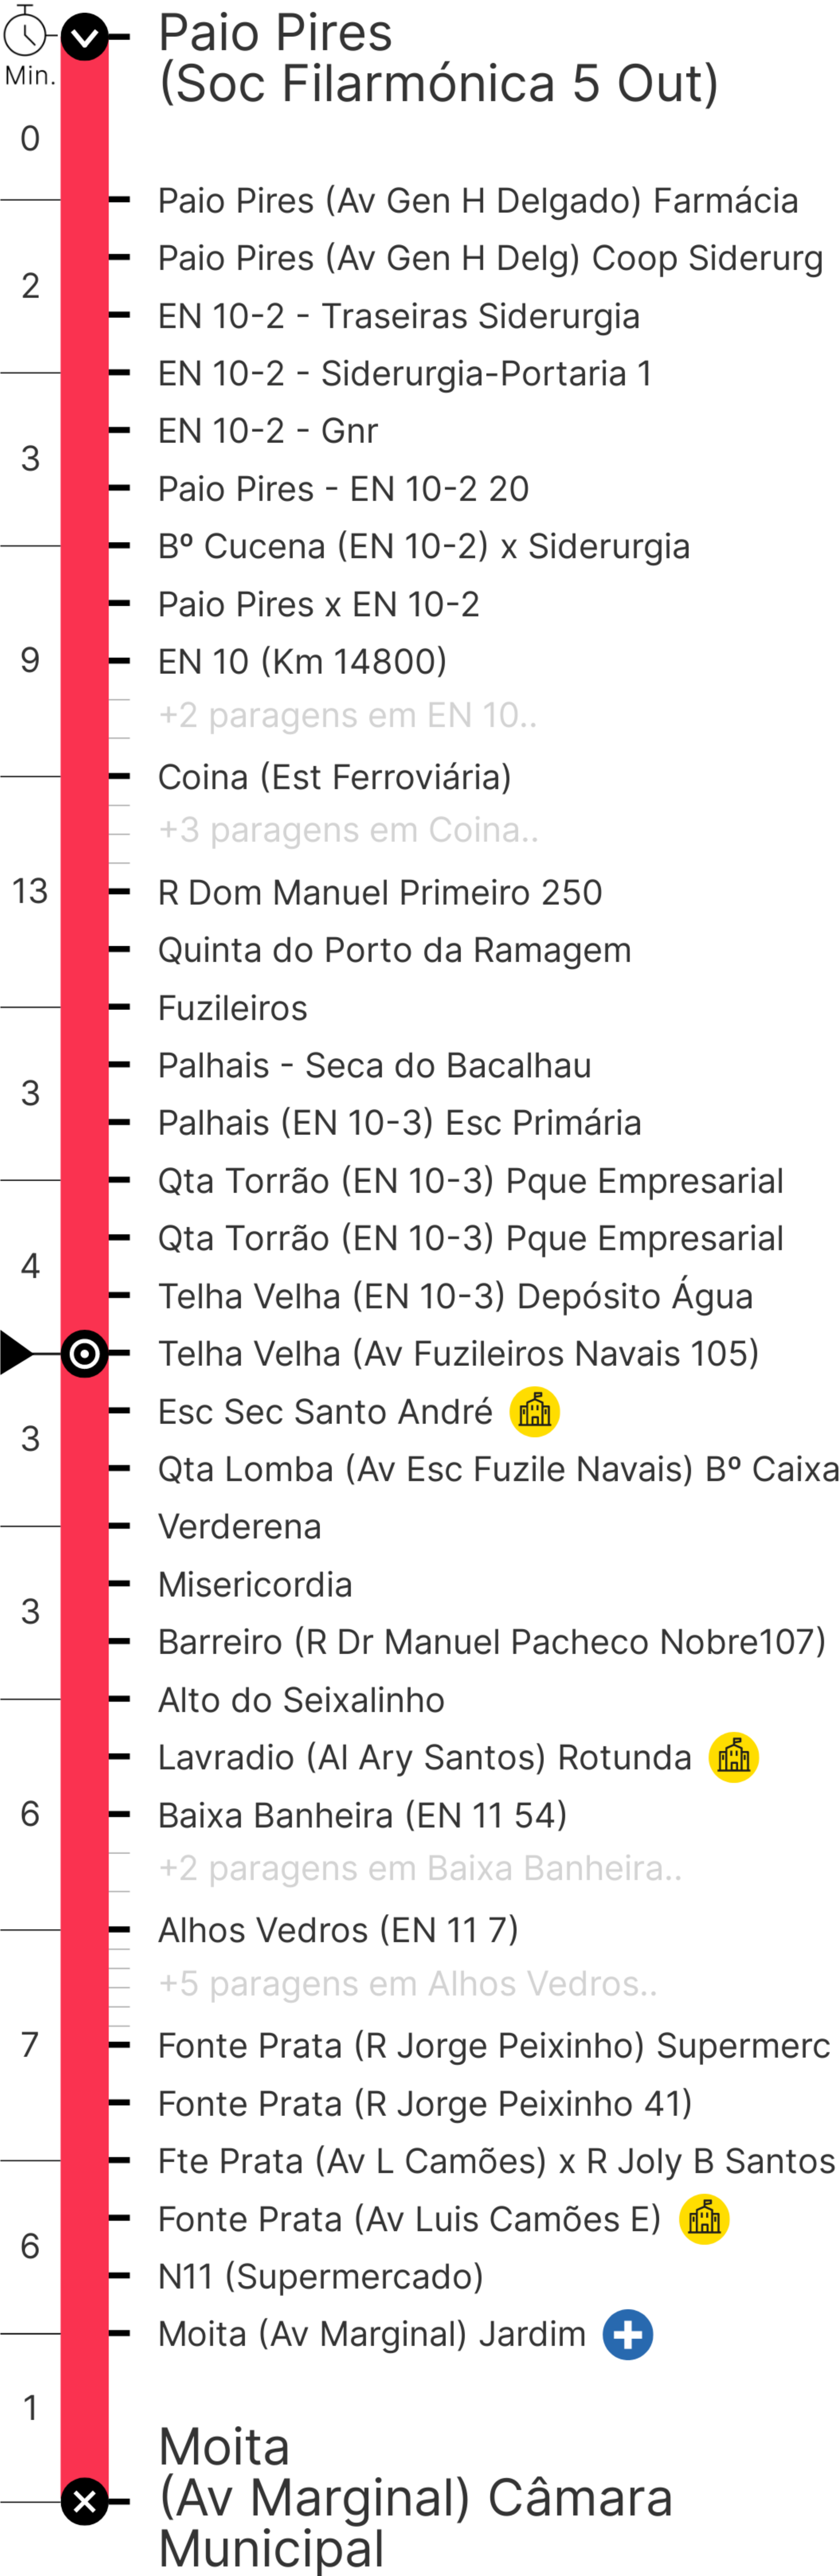 Paio Pires
(Soc Filarmónica 5 Out)
Min.
0
Paio Pires (Av Gen H Delgado) Farmácia
Paio Pires (Av Gen H Delg) Coop Siderurg
2
EN 10-2 - Traseiras Siderurgia
EN 10-2 - Siderurgia-Portaria 1
EN 10-2 - Gnr
3
Paio Pires - EN 10-2 20
Bº Cucena (EN 10-2) x Siderurgia
Paio Pires x EN 10-2
9
EN 10 (Km 14800)
+2 paragens em EN 10..
Coina (Est Ferroviária)
+3 paragens em Coina..
13
R Dom Manuel Primeiro 250
Quinta do Porto da Ramagem
Fuzileiros
Palhais - Seca do Bacalhau
3
Palhais (EN 10-3) Esc Primária
Qta Torrão (EN 10-3) Pque Empresarial
Qta Torrão (EN 10-3) Pque Empresarial
4
Telha Velha (EN 10-3) Depósito Água
Telha Velha (Av Fuzileiros Navais 105)
Esc Sec Santo André
3
Qta Lomba (Av Esc Fuzile Navais) Bº Caixa
Verderena
Misericordia
3
Barreiro (R Dr Manuel Pacheco Nobre107)
Alto do Seixalinho
Lavradio (Al Ary Santos) Rotunda
6
Baixa Banheira (EN 11 54)
+2 paragens em Baixa Banheira..
Alhos Vedros (EN 11 7)
+5 paragens em Alhos Vedros..
7
Fonte Prata (R Jorge Peixinho) Supermerc
Fonte Prata (R Jorge Peixinho 41)
Fte Prata (Av L Camões) x R Joly B Santos
Fonte Prata (Av Luis Camões E)
6
N11 (Supermercado)
Moita (Av Marginal) Jardim
1
Moita
(Av Marginal) Câmara
Municipal